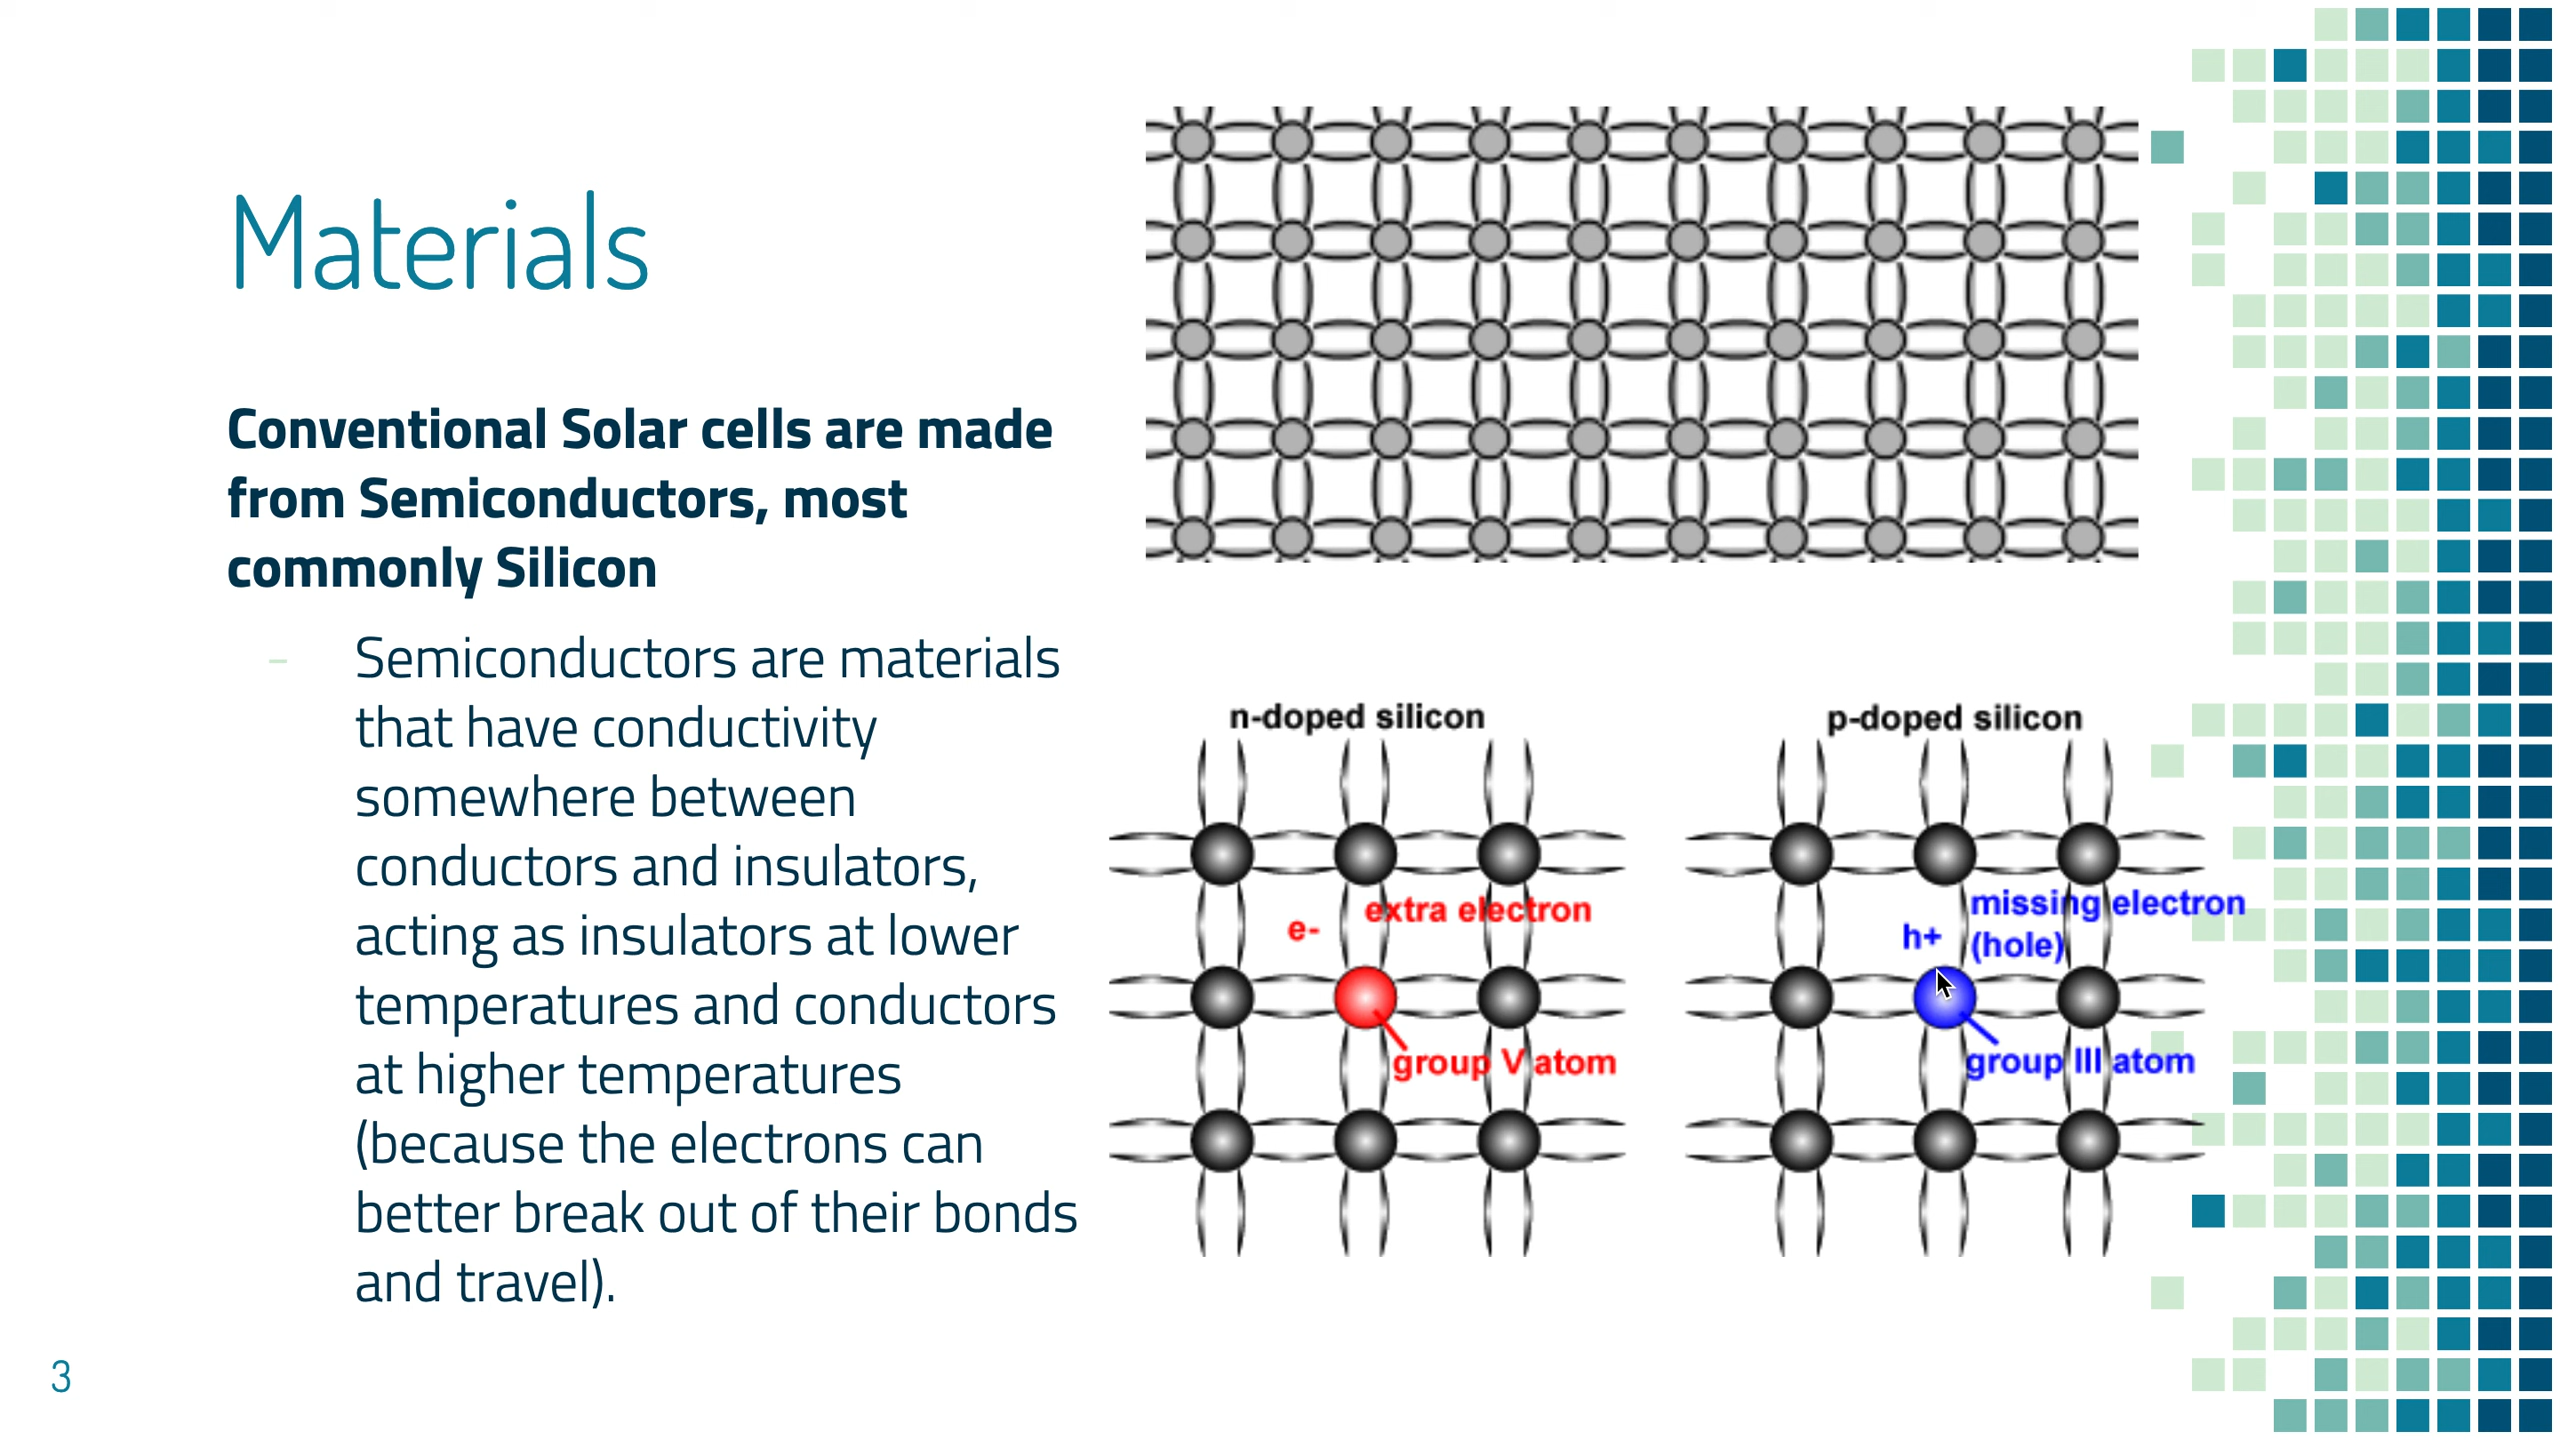 Materials
Conventional Solar cells are made
from Semiconductors, most
commonly Silicon
- Semiconductors are materials
that have conductivity
somewhere between
conductors and insulators,
acting as insulators at lower
temperatures and conductors
at higher temperatures
(because the electrons can
better break out of their bonds
and travel).
n-doped silicon
extra electron
e-
group V atom
p-doped silicon
missing electron
h+ (hole)
group III atom
3